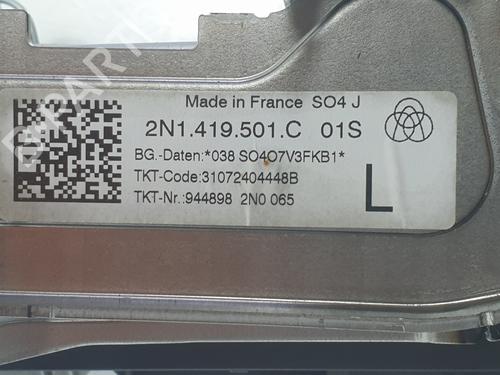 Made in France SO4 J
2N1.419.501.C 01S
BG.-Daten:*038 SO4O7V3FKB1*
TKT-Code:31072404448B
TKT-Nr.:944898 2N0 065
L
B-PARTS